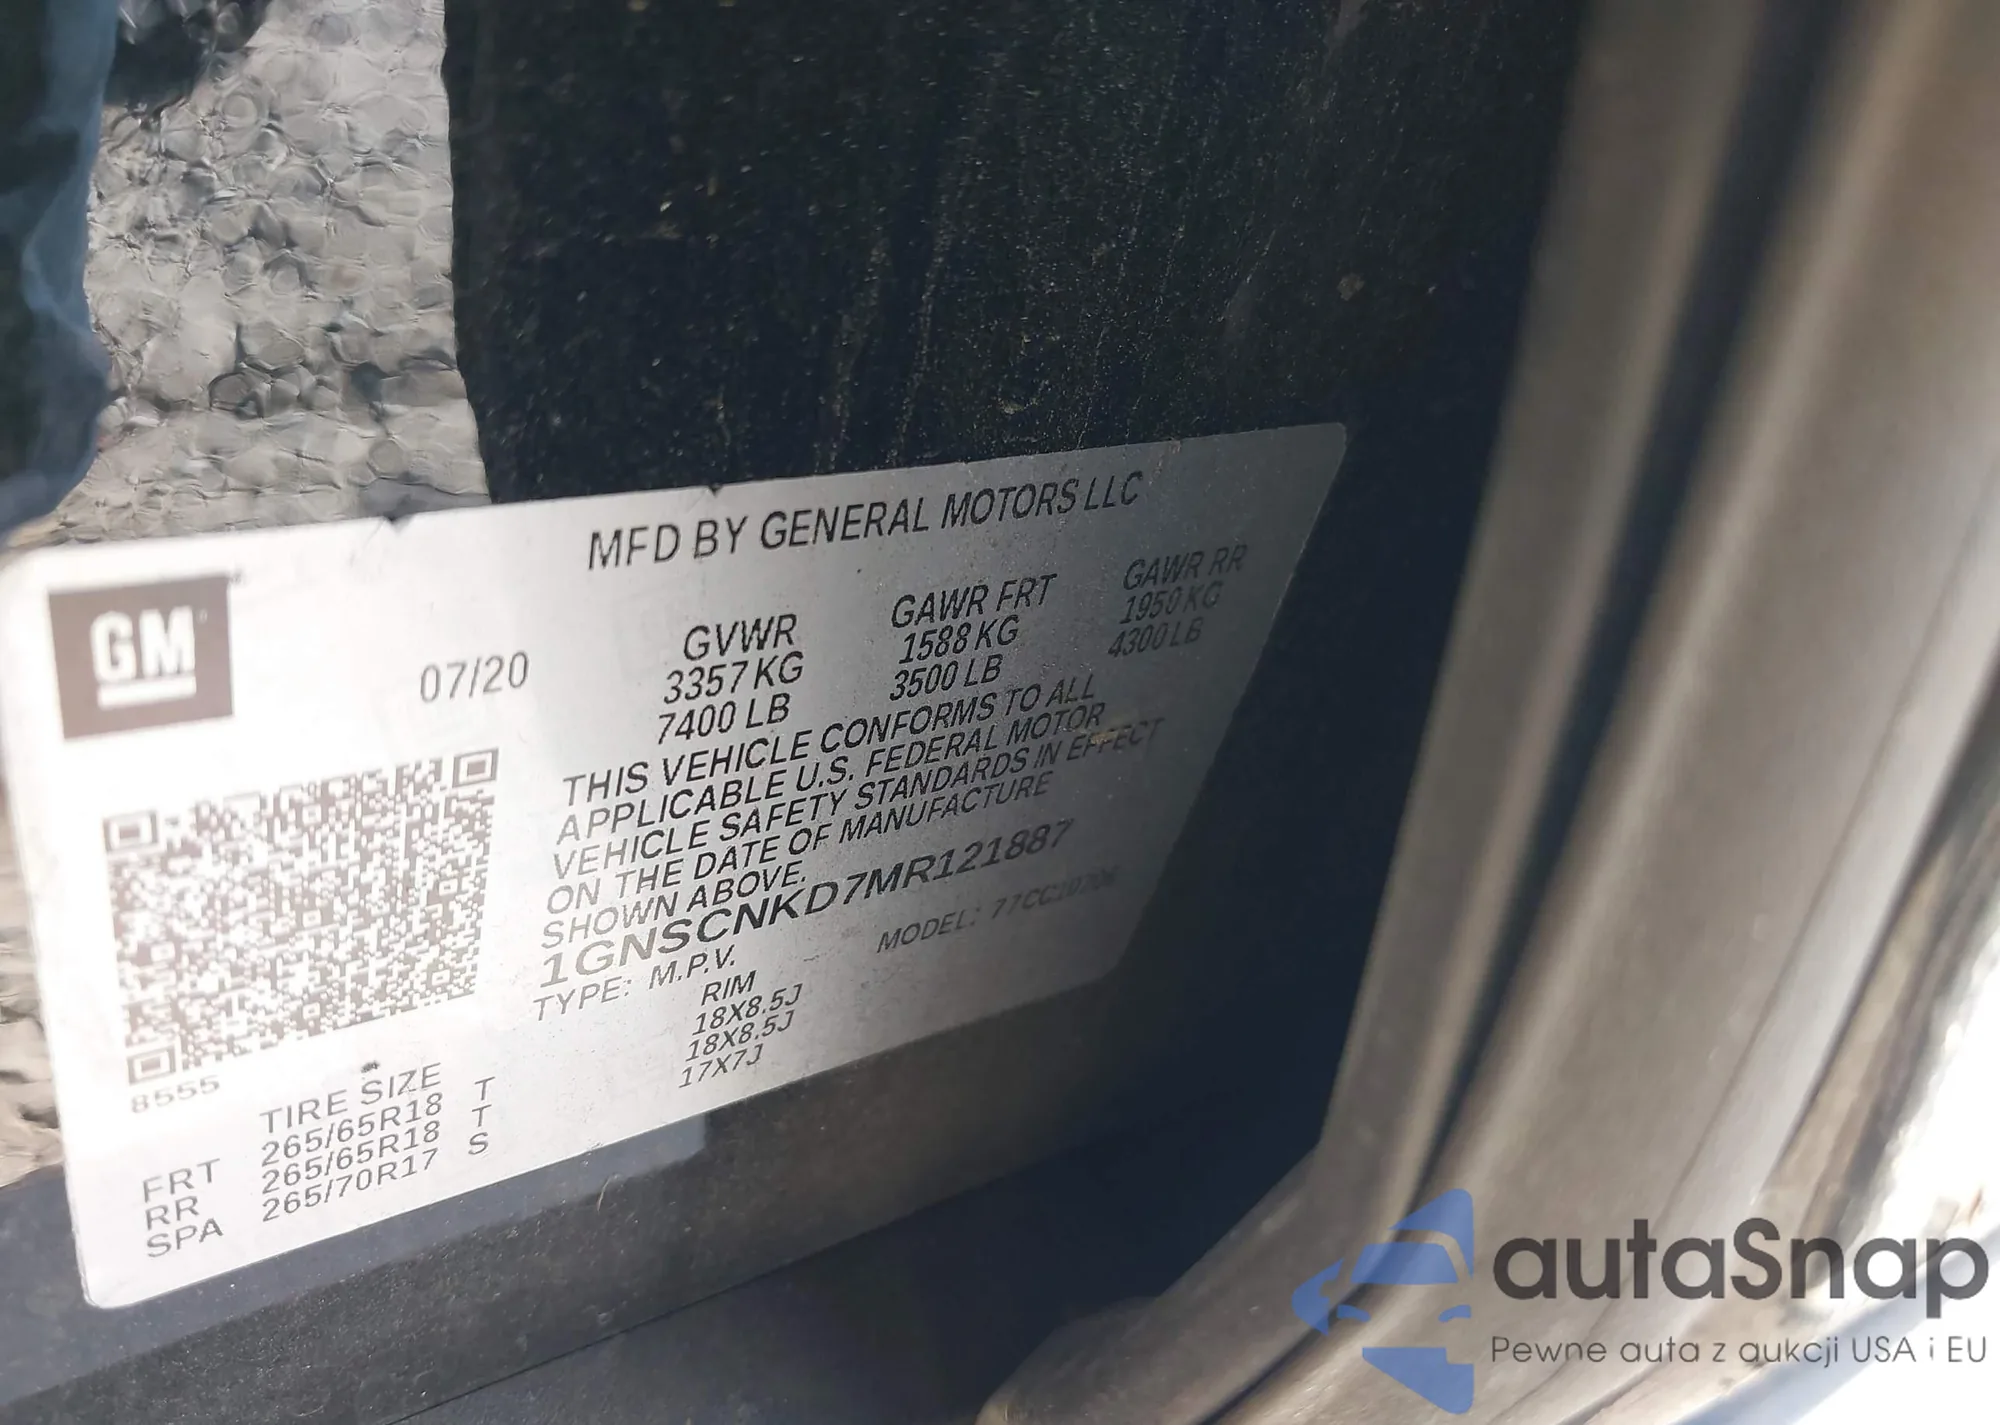 MFD BY GENERAL MOTORS LLC
GM
07/20
GVWR GAWR FRT GAWR RR
3357 KG 1588 KG 1950 KG
7400 LB 3500 LB 4300 LB
THIS VEHICLE CONFORMS TO ALL
APPLICABLE U.S. FEDERAL MOTOR
VEHICLE SAFETY STANDARDS IN EFFECT
ON THE DATE OF MANUFACTURE
SHOWN ABOVE.
1GNSCNKD7MR121887
TYPE: M.P.V. MODEL: 77CC10706
8555
TIRE SIZE RIM
FRT 265/65R18 T 18X8.5J
RR 265/65R18 T 18X8.5J
SPA 265/70R17 S 17X7J
autaSnap
Pewne auta z aukcji USA i EU